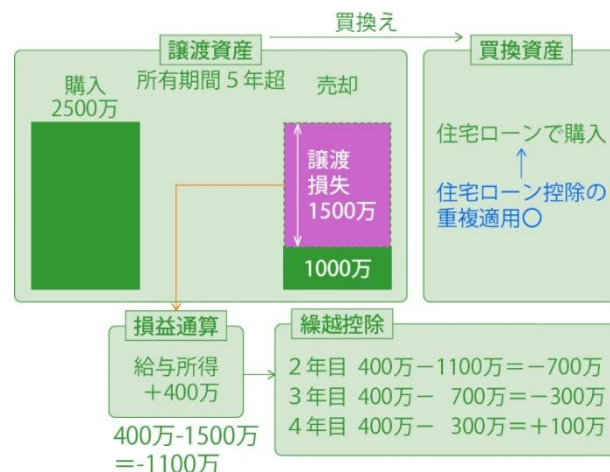 買換え
譲渡資産
所有期間5年超
購入
2500万
売却
譲渡
損失
1500万
1000万
買換資産
住宅ローンで購入
住宅ローン控除の
重複適用〇
損益通算
給与所得
+400万
400万-1500万
=-1100万
繰越控除
2年目 400万-1100万=-700万
3年目 400万- 700万=-300万
4年目 400万- 300万=+100万